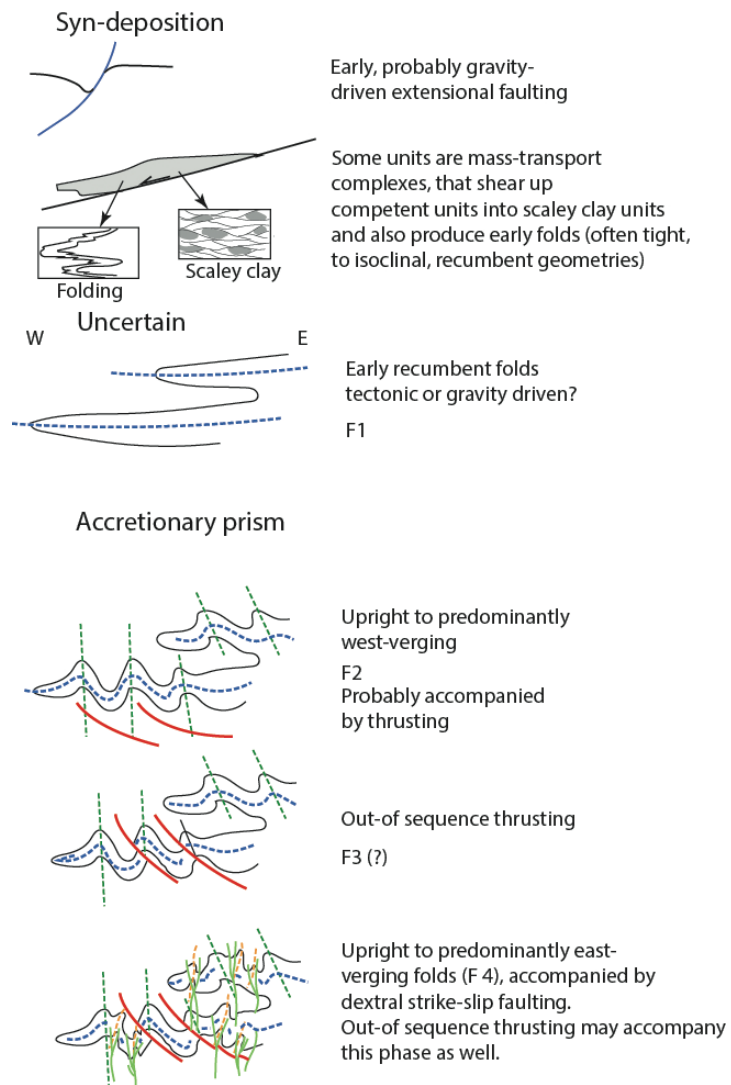 Syn-deposition
Early, probably gravity-
driven extensional faulting
Some units are mass-transport
complexes, that shear up
competent units into scaley clay units
and also produce early folds (often tight,
to isoclinal, recumbent geometries)
Folding
Scaley clay
Uncertain
W
E
Early recumbent folds
tectonic or gravity driven?
F1
Accretionary prism
Upright to predominantly
west-verging
F2
Probably accompanied
by thrusting
Out-of sequence thrusting
F3 (?)
Upright to predominantly east-
verging folds (F 4), accompanied by
dextral strike-slip faulting.
Out-of sequence thrusting may accompany
this phase as well.